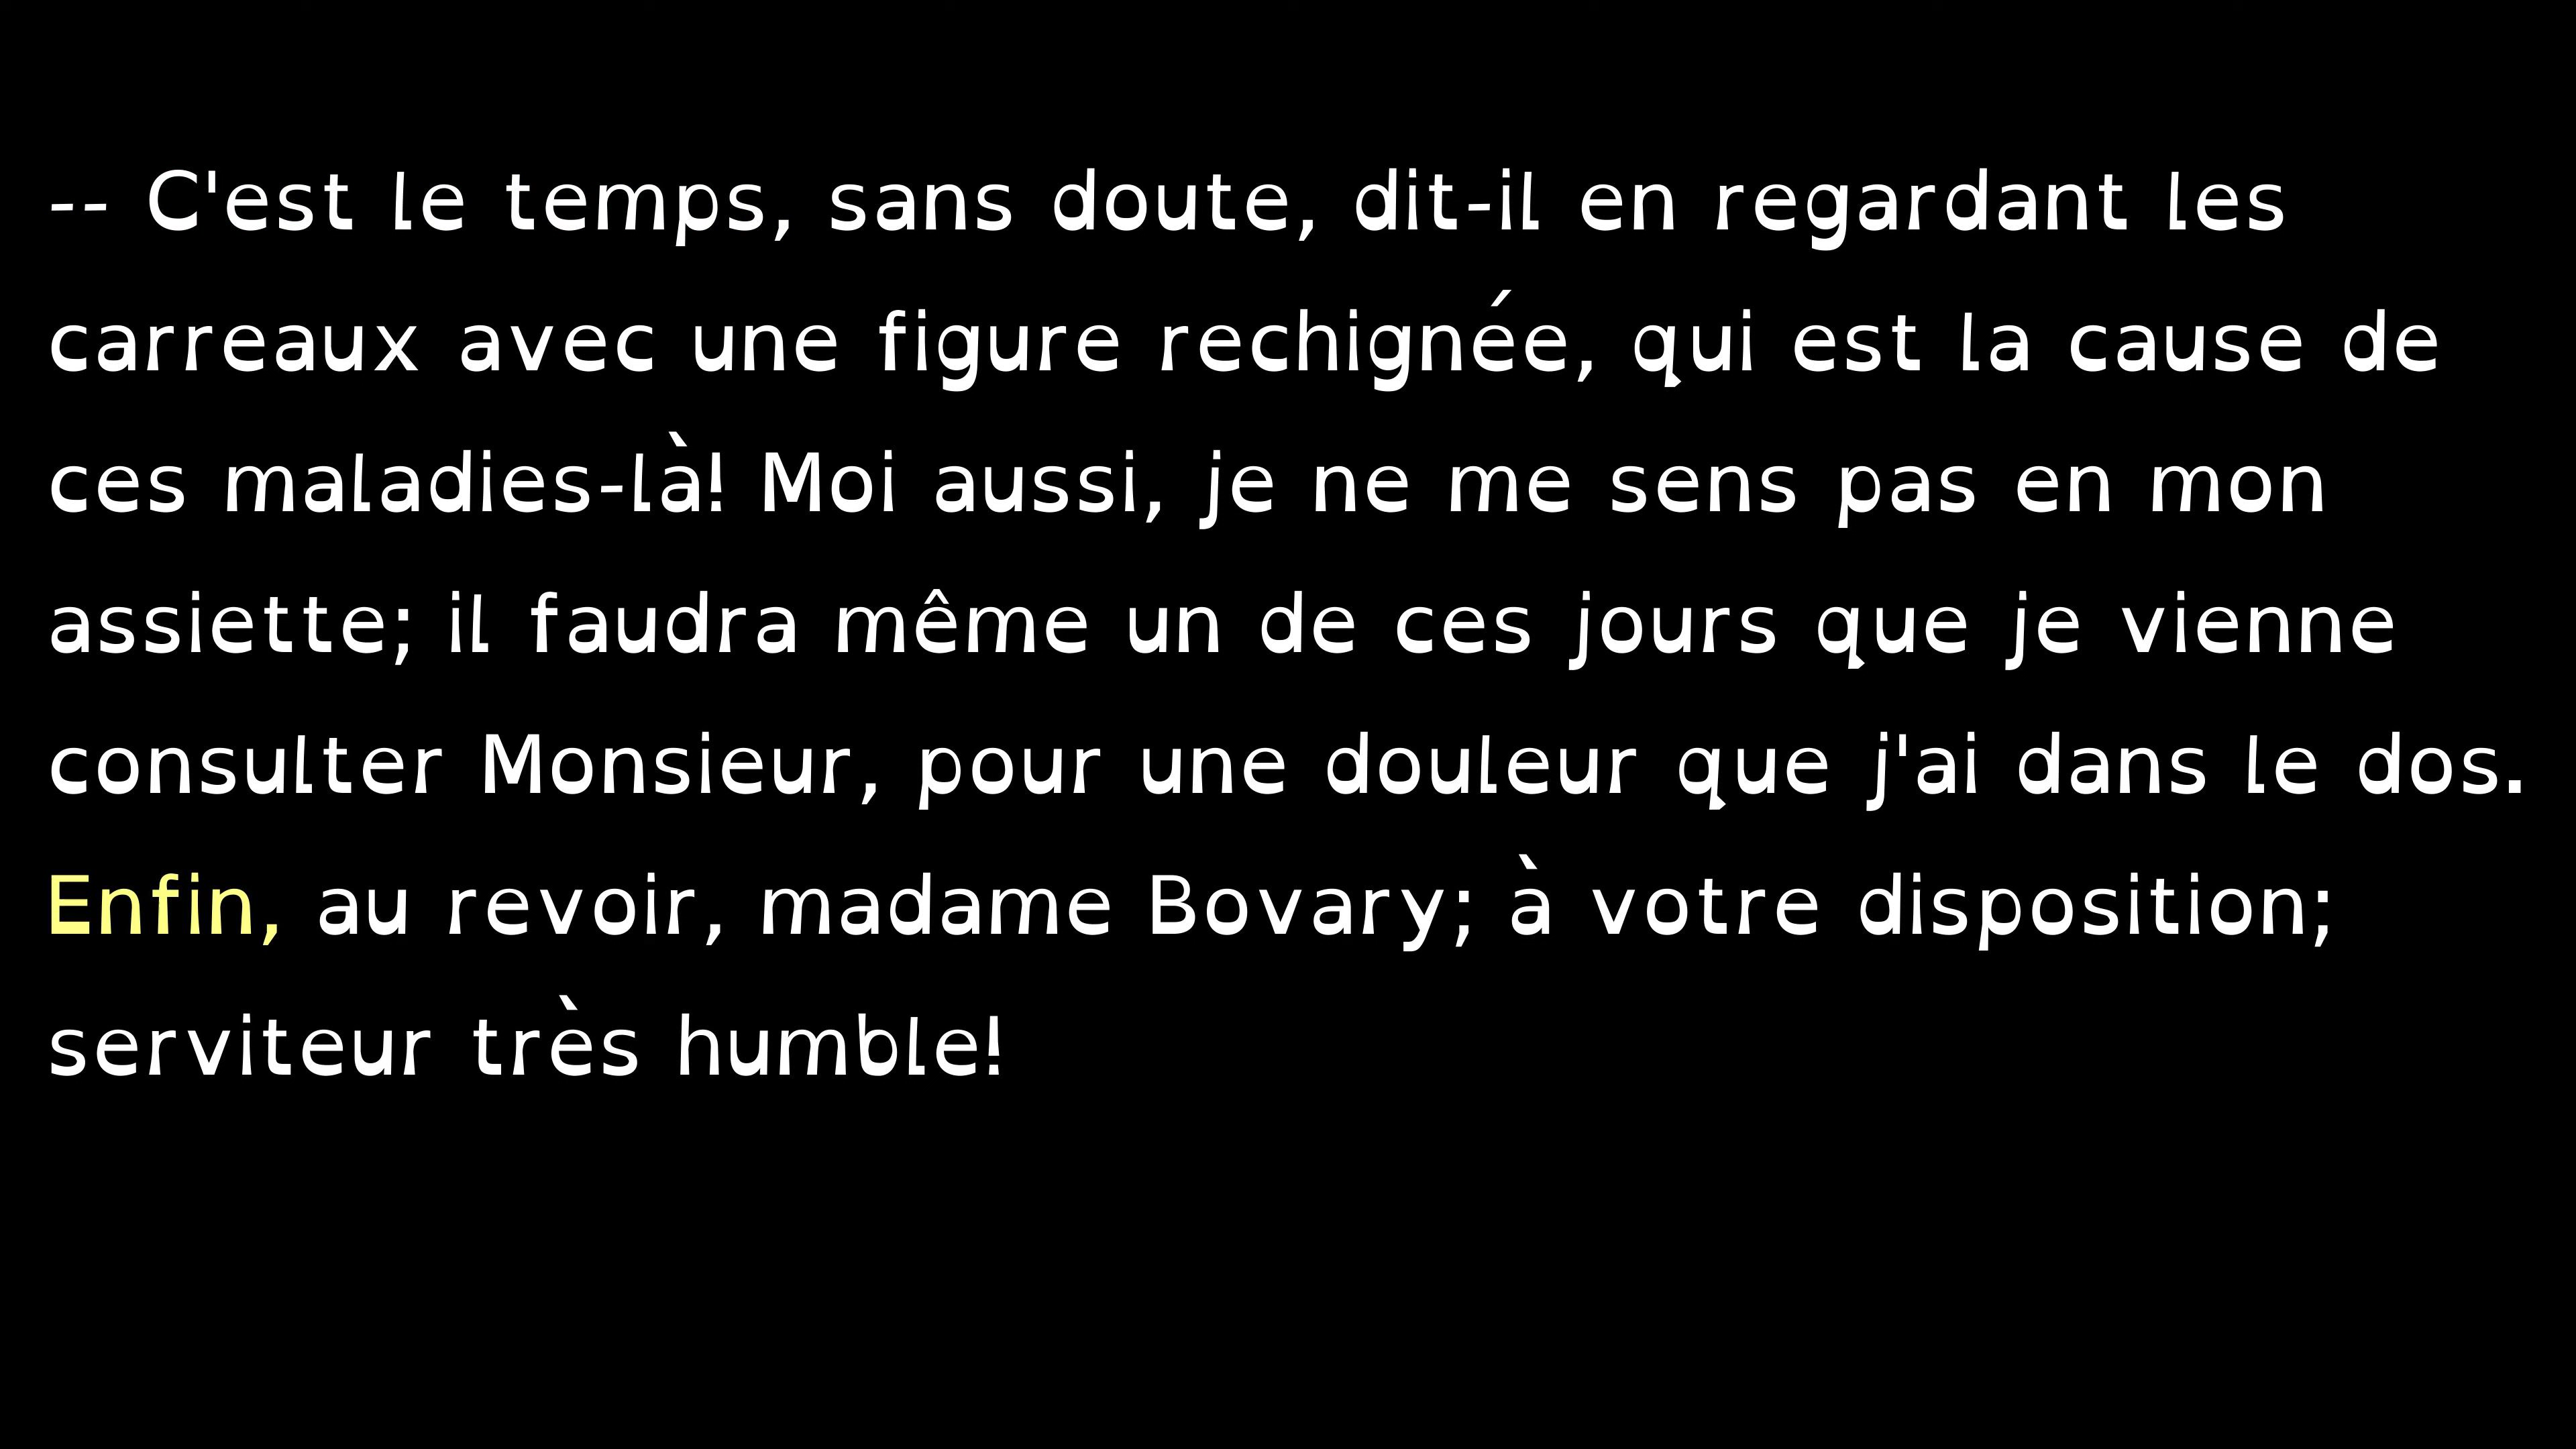 -- C'est le temps, sans doute, dit-il en regardant les
carreaux avec une figure rechignée, qui est la cause de
ces maladies-là! Moi aussi, je ne me sens pas en mon
assiette; il faudra même un de ces jours que je vienne
consulter Monsieur, pour une douleur que j'ai dans le dos.
Enfin, au revoir, madame Bovary; à votre disposition;
serviteur très humble!